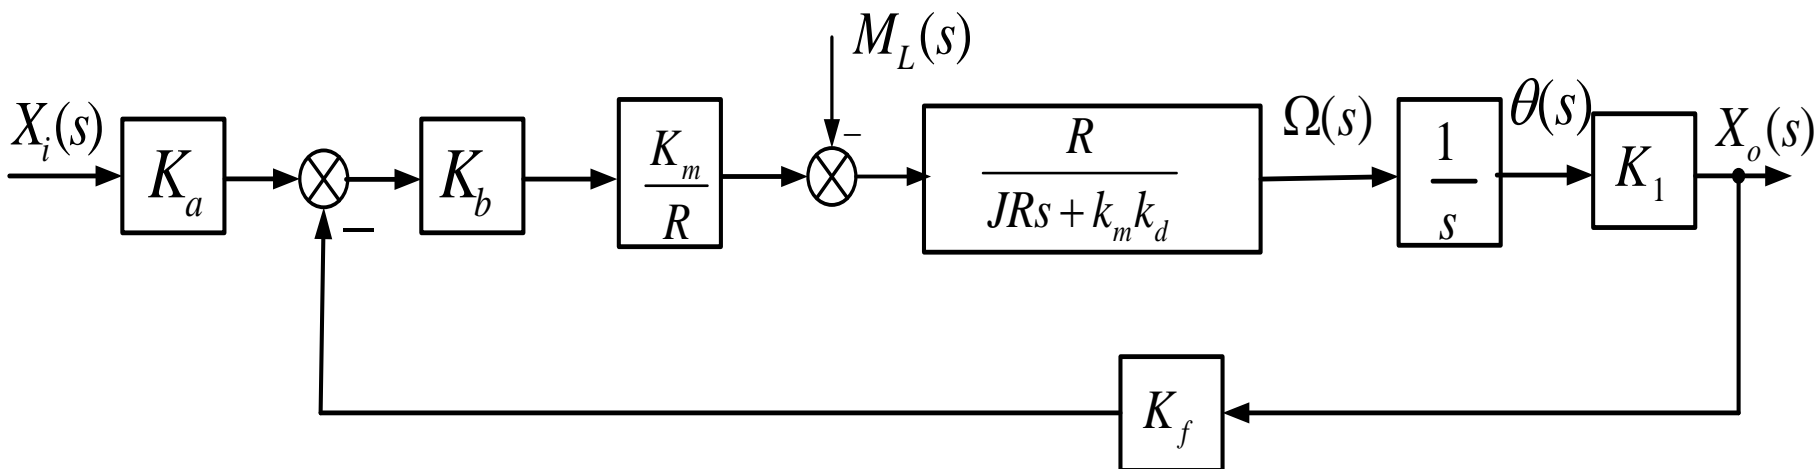 M_L(s)
X_i(s)
K_a
−
K_b
K_m
R
−
R
JRs + k_m k_d
Ω(s)
1
s
θ(s)
K_1
X_o(s)
K_f